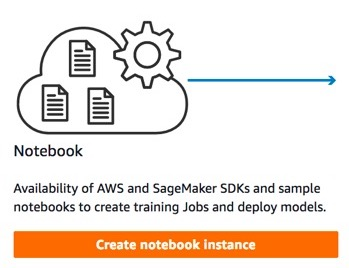 Notebook
Availability of AWS and SageMaker SDKs and sample
notebooks to create training Jobs and deploy models.
Create notebook instance